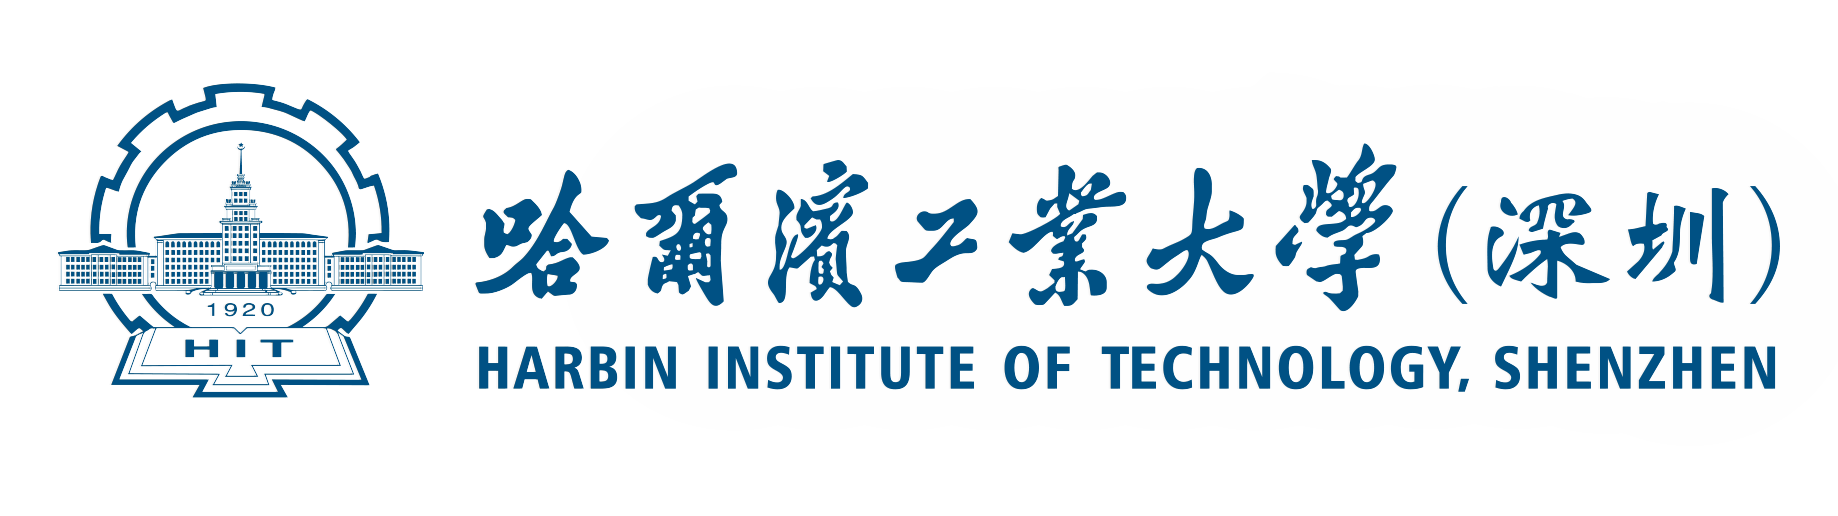 1920
HIT
哈爾濱工業大學(深圳)
HARBIN INSTITUTE OF TECHNOLOGY, SHENZHEN